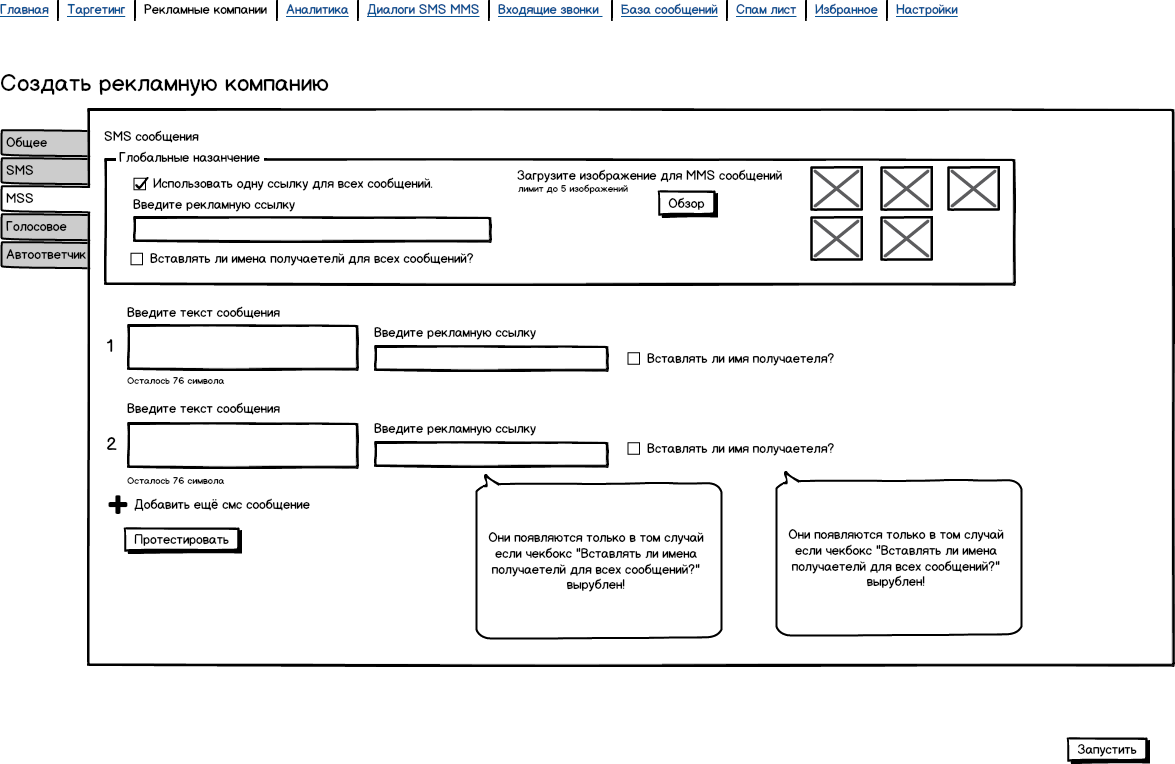 Главная Таргетинг Рекламные компании Аналитика Диалоги SMS MMS Входящие звонки База сообщений Спам лист Избранное Настройки
Создать рекламную компанию
Общее
SMS
MSS
Голосовое
Автоответчик
SMS сообщения
Глобальные назанчение
Использовать одну ссылку для всех сообщений.
Введите рекламную ссылку
Вставлять ли имена получаетелй для всех сообщений?
Загрузите изображение для MMS сообщений
лимит до 5 изображений
Обзор
Введите текст сообщения
1
Введите рекламную ссылку
Вставлять ли имя получаетеля?
Осталось 76 символа
Введите текст сообщения
2
Введите рекламную ссылку
Вставлять ли имя получаетеля?
Осталось 76 символа
Добавить ещё смс сообщение
Протестировать
Они появляются только в том случай
если чекбокс "Вставлять ли имена
получаетелй для всех сообщений?"
вырублен!
Они появляются только в том случай
если чекбокс "Вставлять ли имена
получаетелй для всех сообщений?"
вырублен!
Запустить